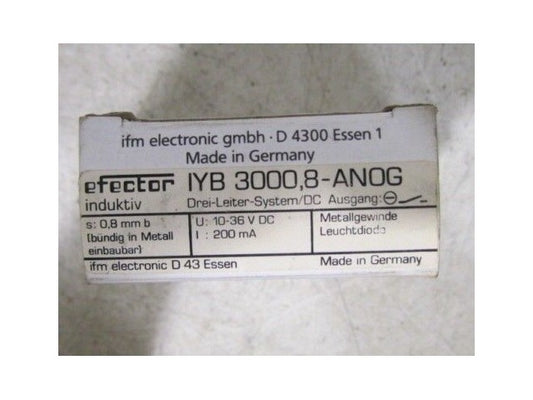 ifm electronic gmbh · D 4300 Essen 1
Made in Germany
efector IYB 3000,8-ANOG
induktiv Drei-Leiter-System/DC Ausgang:
s: 0,8 mm b
(bündig in Metall
einbaubar)
U: 10-36 V DC
I : 200 mA
Metallgewinde
Leuchtdiode
ifm electronic D 43 Essen Made in Germany